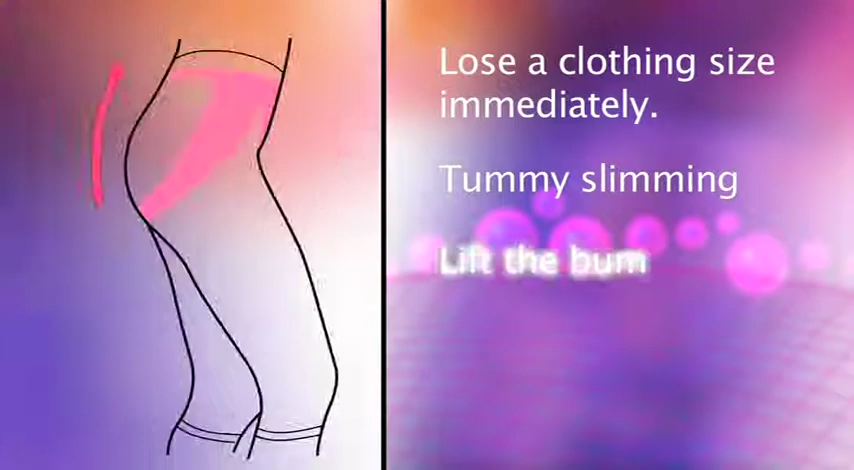 Lose a clothing size
immediately.
Tummy slimming
Lift the bum